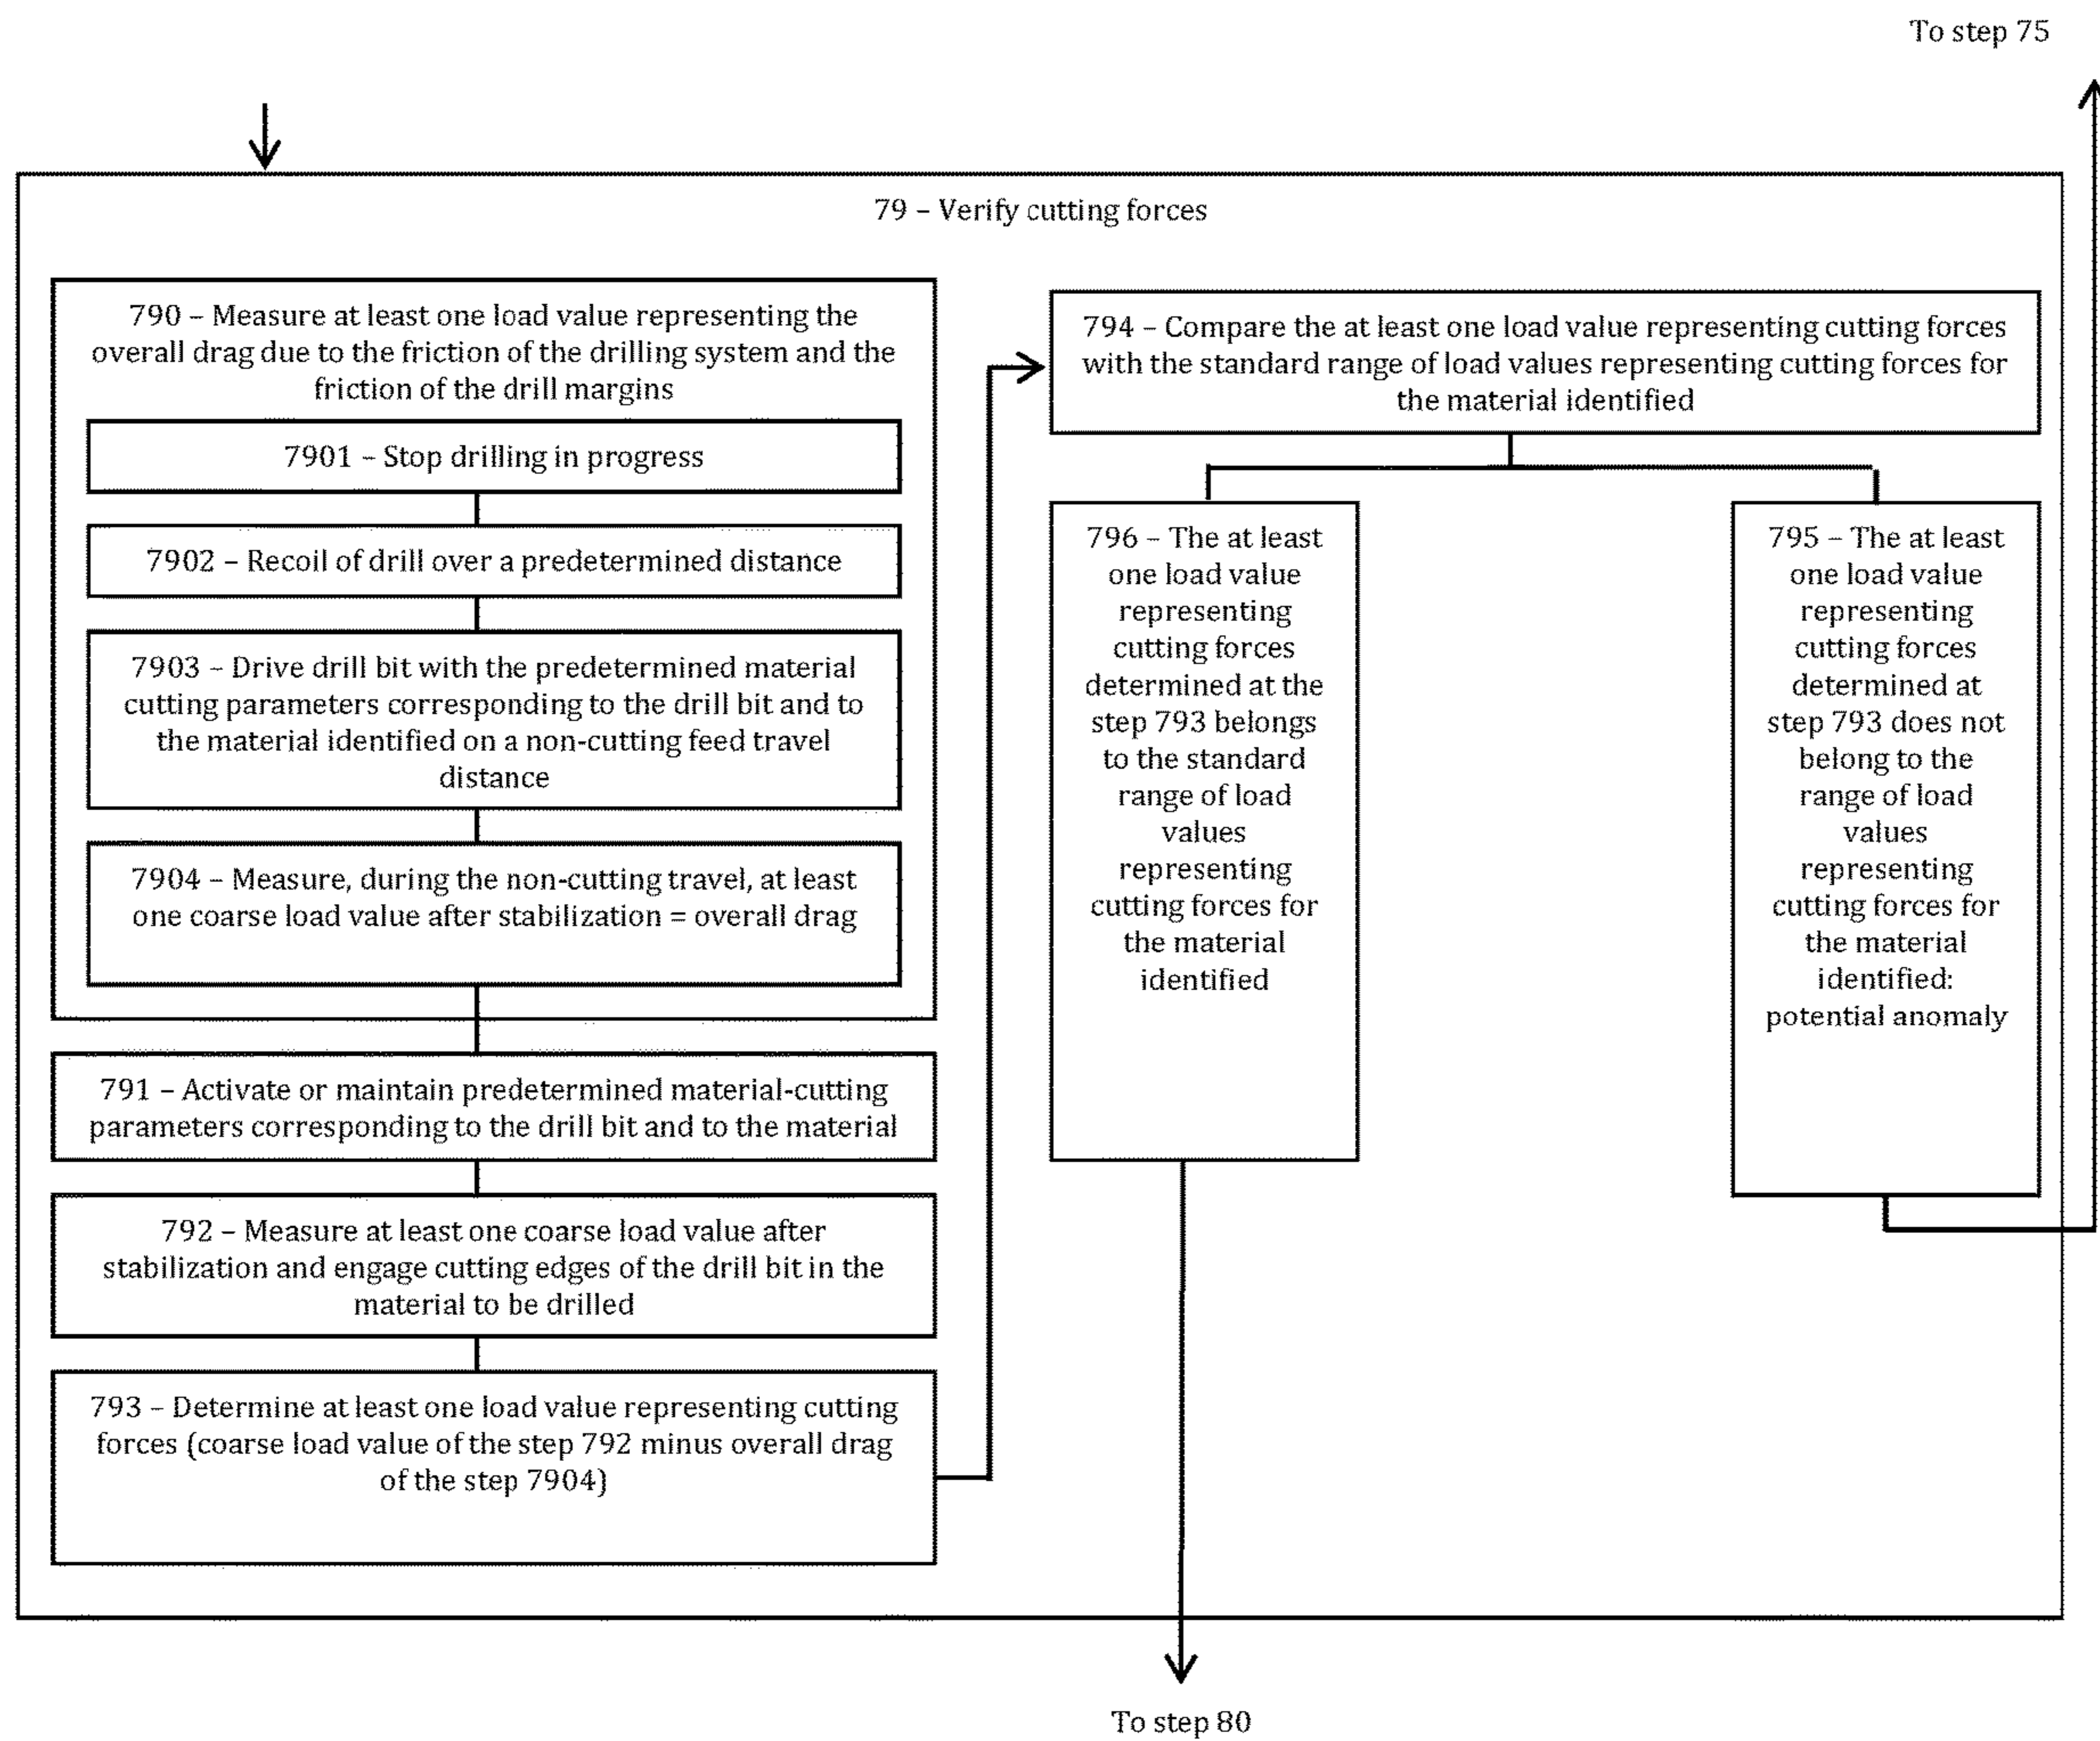 To step 75
79 – Verify cutting forces
790 – Measure at least one load value representing the
overall drag due to the friction of the drilling system and the
friction of the drill margins
7901 – Stop drilling in progress
7902 – Recoil of drill over a predetermined distance
7903 – Drive drill bit with the predetermined material
cutting parameters corresponding to the drill bit and to
the material identified on a non-cutting feed travel
distance
7904 – Measure, during the non-cutting travel, at least
one coarse load value after stabilization = overall drag
791 – Activate or maintain predetermined material-cutting
parameters corresponding to the drill bit and to the material
792 – Measure at least one coarse load value after
stabilization and engage cutting edges of the drill bit in the
material to be drilled
793 – Determine at least one load value representing cutting
forces (coarse load value of the step 792 minus overall drag
of the step 7904)
794 – Compare the at least one load value representing cutting forces
with the standard range of load values representing cutting forces for
the material identified
796 – The at least
one load value
representing
cutting forces
determined at the
step 793 belongs
to the standard
range of load
values
representing
cutting forces for
the material
identified
795 – The at least
one load value
representing
cutting forces
determined at
step 793 does not
belong to the
range of load
values
representing
cutting forces for
the material
identified:
potential anomaly
To step 80